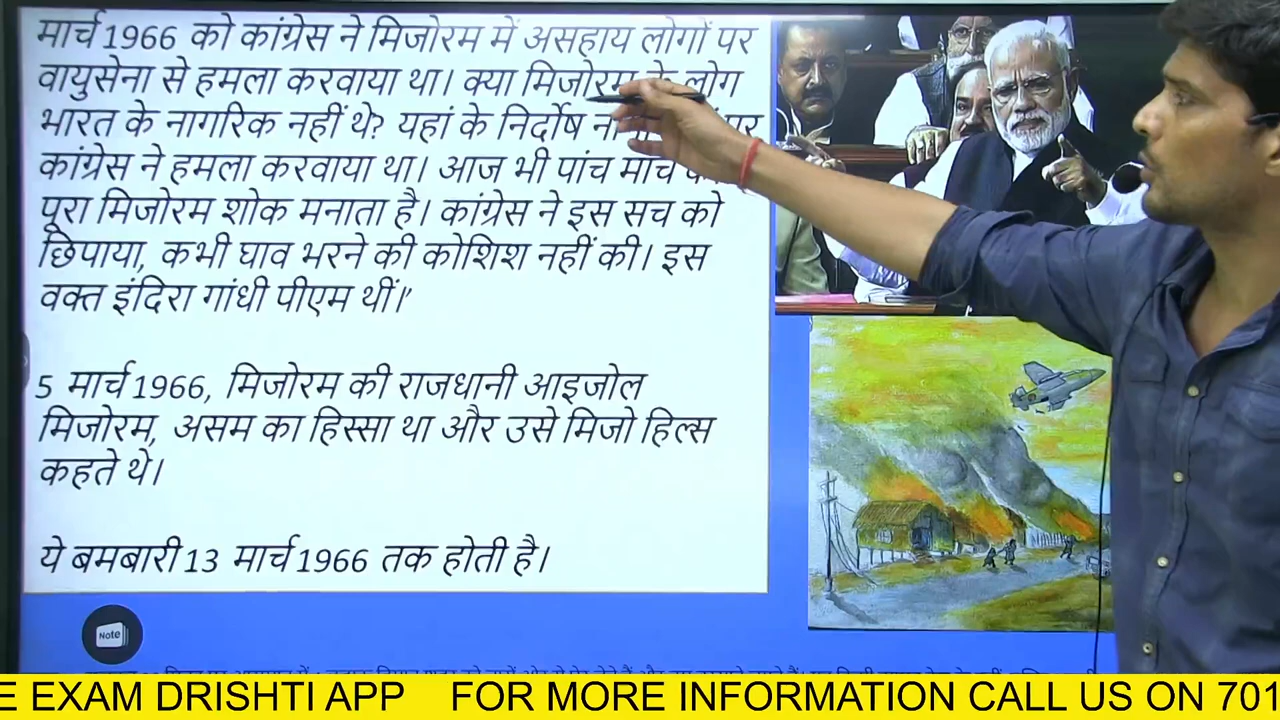 मार्च 1966 को कांग्रेस ने मिजोरम में असहाय लोगों पर
वायुसेना से हमला करवाया था। क्या मिजोरम के लोग
भारत के नागरिक नहीं थे? यहां के निर्दोष पर
कांग्रेस ने हमला करवाया था। आज भी पांच मार्च
पूरा मिजोरम शोक मनाता है। कांग्रेस ने इस सच को
छिपाया, कभी घाव भरने की कोशिश नहीं की। इस
वक्त इंदिरा गांधी पीएम थीं।’
5 मार्च 1966, मिजोरम की राजधानी आइजोल
मिजोरम, असम का हिस्सा था और उसे मिजो हिल्स
कहते थे।
ये बमबारी 13 मार्च 1966 तक होती है।
Note
E EXAM DRISHTI APP FOR MORE INFORMATION CALL US ON 701